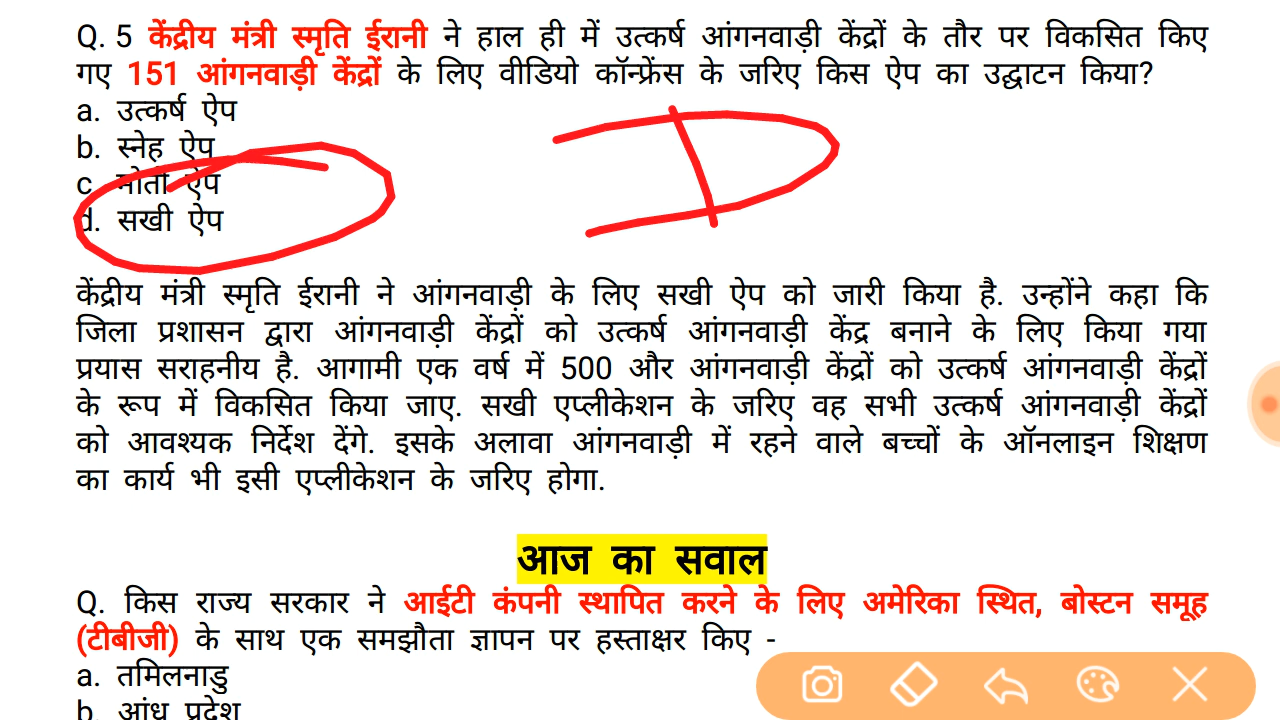 Q. 5 केंद्रीय मंत्री स्मृति ईरानी ने हाल ही में उत्कर्ष आंगनवाड़ी केंद्रों के तौर पर विकसित किए
गए 151 आंगनवाड़ी केंद्रों के लिए वीडियो कॉन्फ्रेंस के जरिए किस ऐप का उद्घाटन किया?
a. उत्कर्ष ऐप
b. स्नेह ऐप
c. मोती ऐप
d. सखी ऐप
D
केंद्रीय मंत्री स्मृति ईरानी ने आंगनवाड़ी के लिए सखी ऐप को जारी किया है. उन्होंने कहा कि
जिला प्रशासन द्वारा आंगनवाड़ी केंद्रों को उत्कर्ष आंगनवाड़ी केंद्र बनाने के लिए किया गया
प्रयास सराहनीय है. आगामी एक वर्ष में 500 और आंगनवाड़ी केंद्रों को उत्कर्ष आंगनवाड़ी केंद्रों
के रूप में विकसित किया जाए. सखी एप्लीकेशन के जरिए वह सभी उत्कर्ष आंगनवाड़ी केंद्रों
को आवश्यक निर्देश देंगे. इसके अलावा आंगनवाड़ी में रहने वाले बच्चों के ऑनलाइन शिक्षण
का कार्य भी इसी एप्लीकेशन के जरिए होगा.
आज का सवाल
Q. किस राज्य सरकार ने आईटी कंपनी स्थापित करने के लिए अमेरिका स्थित, बोस्टन समूह
(टीबीजी) के साथ एक समझौता ज्ञापन पर हस्ताक्षर किए -
a. तमिलनाडु
b. आंध्र प्रदेश